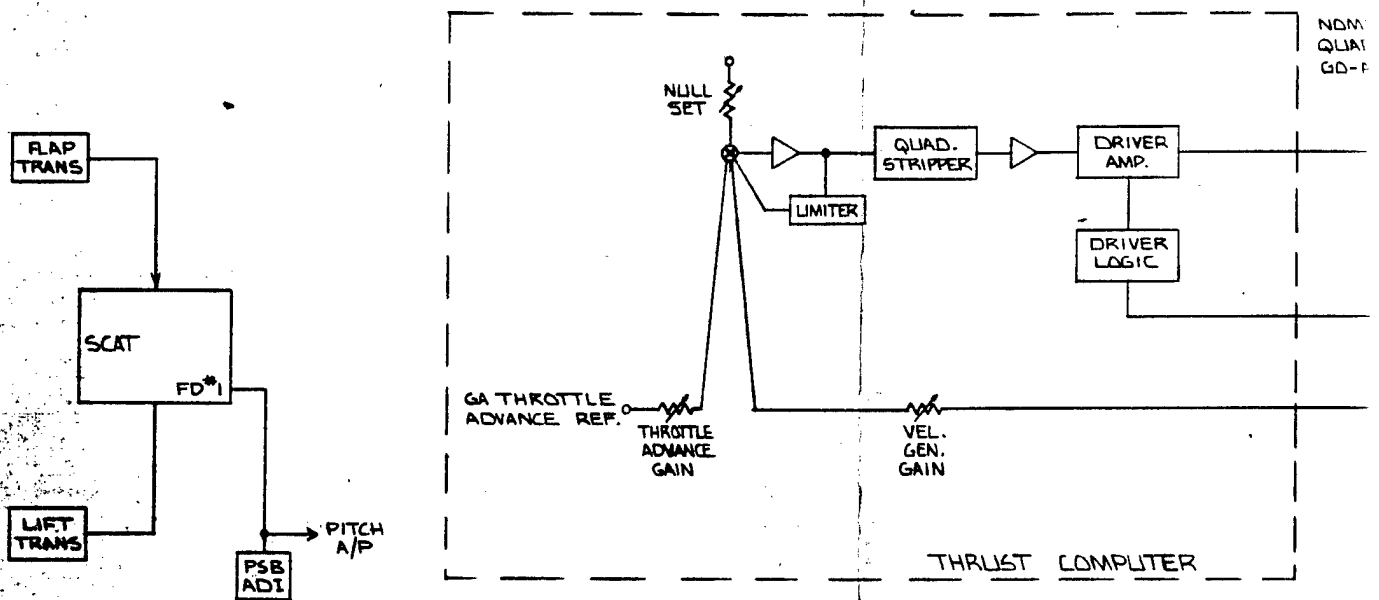 FLAP
TRANS
SCAT
FD#1
LIFT
TRANS
PITCH
A/P
PSB
ADI
NULL
SET
LIMITER
QUAD.
STRIPPER
DRIVER
AMP.
DRIVER
LOGIC
GA THROTTLE
ADVANCE REF.
THROTTLE
ADVANCE
GAIN
VEL.
GEN.
GAIN
THRUST COMPUTER